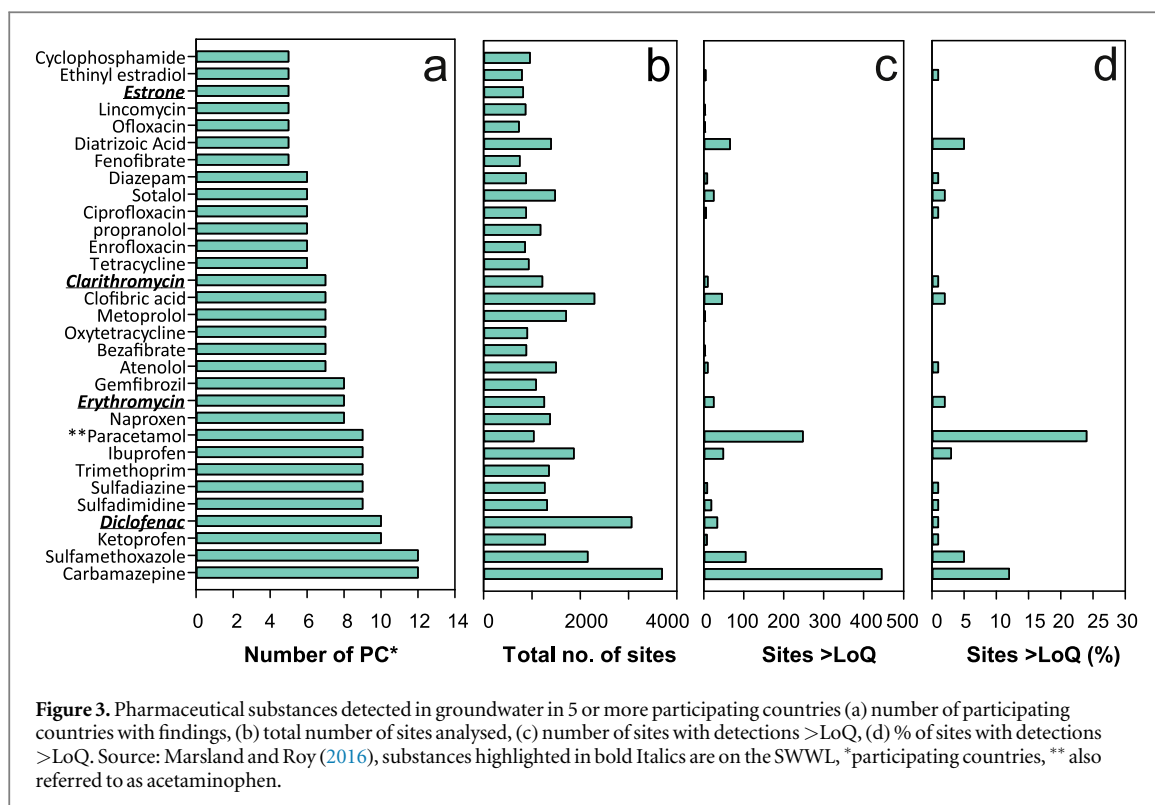 a b c d
Cyclophosphamide
Ethinyl estradiol
Estrone
Lincomycin
Ofloxacin
Diatrizoic Acid
Fenofibrate
Diazepam
Sotalol
Ciprofloxacin
propranolol
Enrofloxacin
Tetracycline
Clarithromycin
Clofibric acid
Metoprolol
Oxytetracycline
Bezafibrate
Atenolol
Gemfibrozil
Erythromycin
Naproxen
**Paracetamol
Ibuprofen
Trimethoprim
Sulfadiazine
Sulfadimidine
Diclofenac
Ketoprofen
Sulfamethoxazole
Carbamazepine
0 2 4 6 8 10 12 14 0 2000 4000 0 100 200 300 400 500 0 5 10 15 20 25 30
Number of PC* Total no. of sites Sites >LoQ Sites >LoQ (%)
Figure 3. Pharmaceutical substances detected in groundwater in 5 or more participating countries (a) number of participating
countries with findings, (b) total number of sites analysed, (c) number of sites with detections >LoQ, (d) % of sites with detections
>LoQ. Source: Marsland and Roy (2016), substances highlighted in bold Italics are on the SWWL, *participating countries, ** also
referred to as acetaminophen.